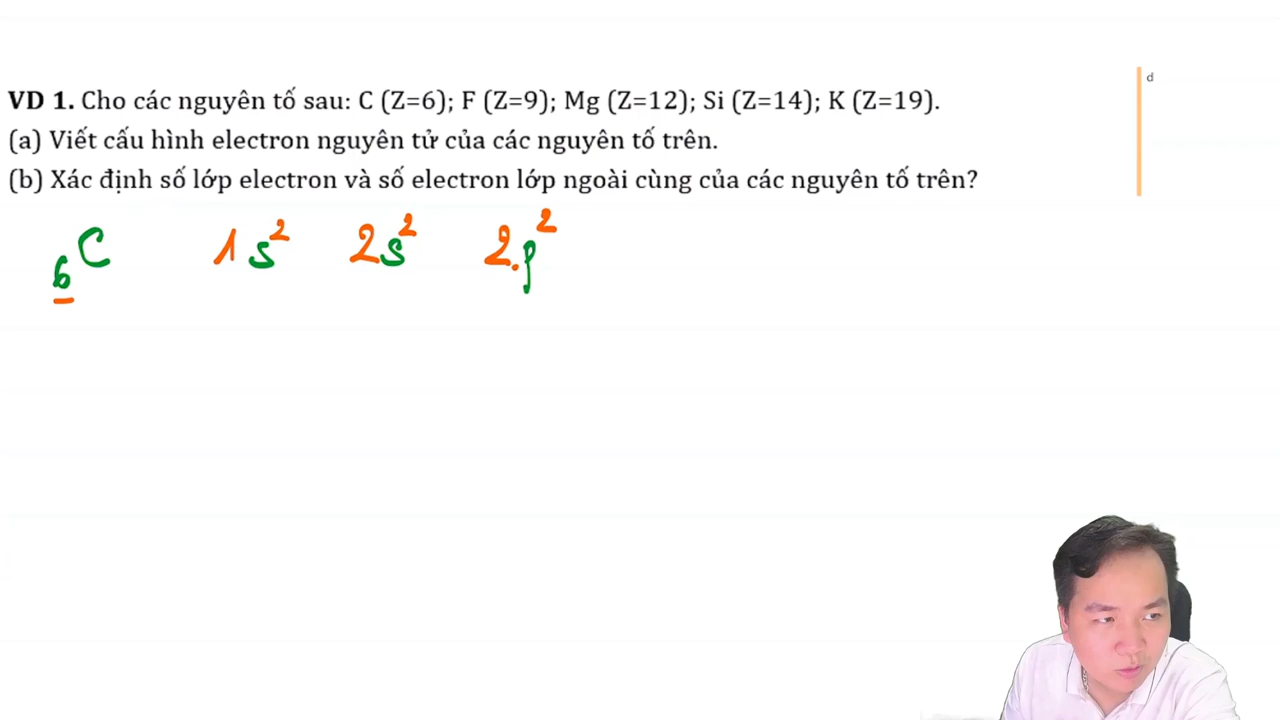 VD 1. Cho các nguyên tố sau: C (Z=6); F (Z=9); Mg (Z=12); Si (Z=14); K (Z=19).
d
(a) Viết cấu hình electron nguyên tử của các nguyên tố trên.
(b) Xác định số lớp electron và số electron lớp ngoài cùng của các nguyên tố trên?
₆C 1s² 2s² 2p²